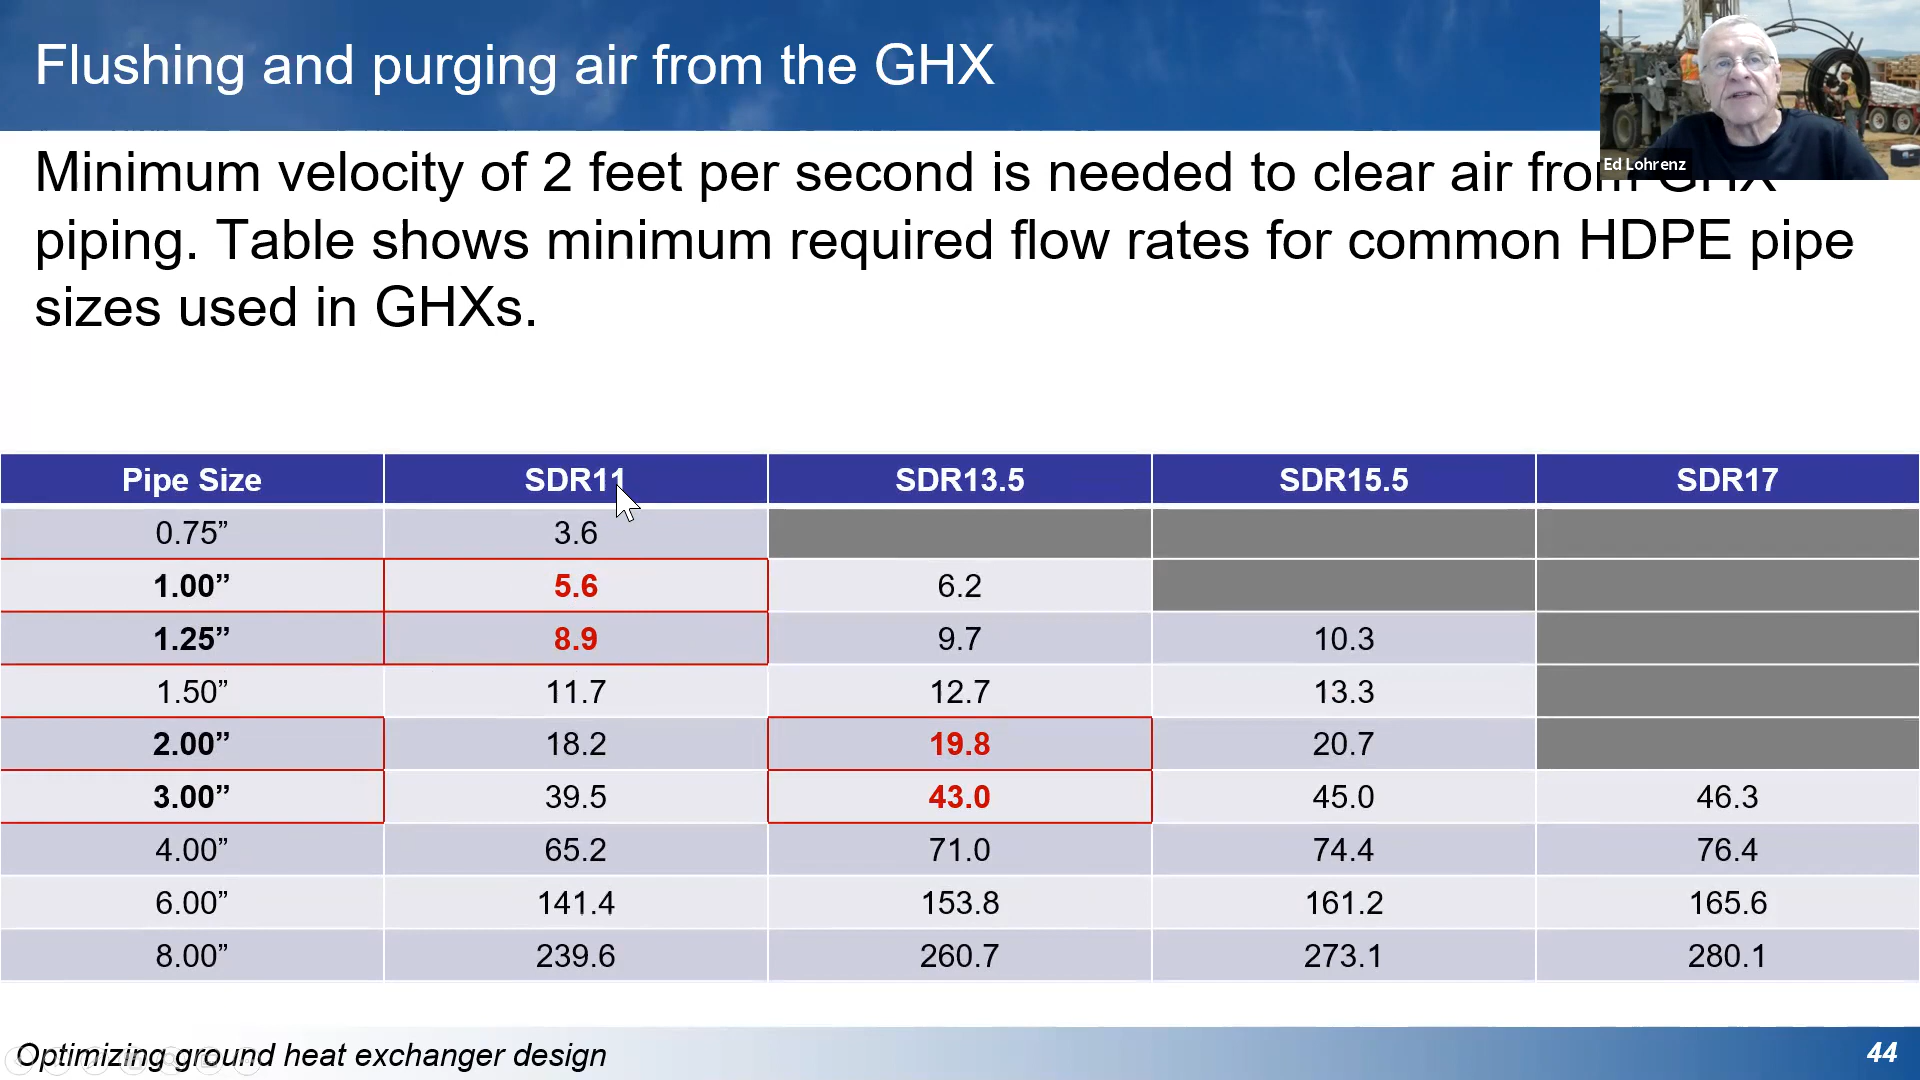 Flushing and purging air from the GHX
Ed Lohrenz
Minimum velocity of 2 feet per second is needed to clear air from GHX
piping. Table shows minimum required flow rates for common HDPE pipe
sizes used in GHXs.
Pipe Size SDR11 SDR13.5 SDR15.5 SDR17
0.75” 3.6
1.00” 5.6 6.2
1.25” 8.9 9.7 10.3
1.50” 11.7 12.7 13.3
2.00” 18.2 19.8 20.7
3.00” 39.5 43.0 45.0 46.3
4.00” 65.2 71.0 74.4 76.4
6.00” 141.4 153.8 161.2 165.6
8.00” 239.6 260.7 273.1 280.1
Optimizing ground heat exchanger design
44